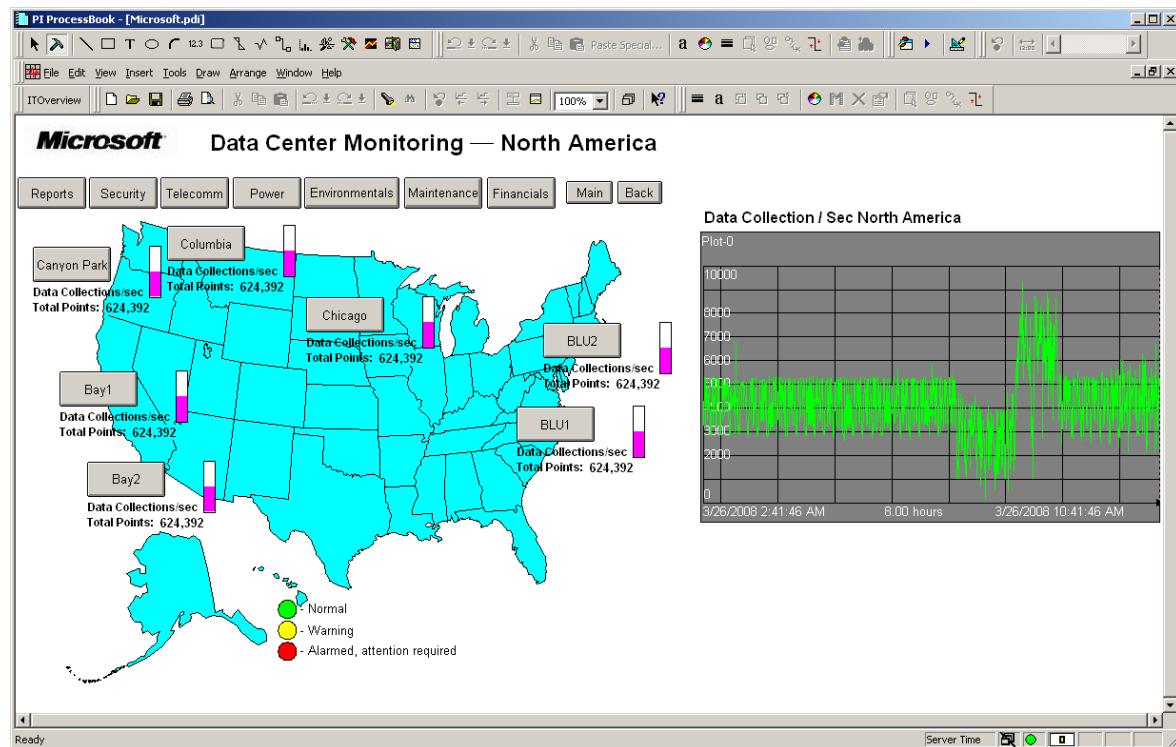 PI ProcessBook - [Microsoft.pdi]
T 123 Paste Special... a
File Edit View Insert Tools Draw Arrange Window Help
ITOverview 100% a
Microsoft Data Center Monitoring — North America
Reports Security Telecomm Power Environmentals Maintenance Financials Main Back
Data Collection / Sec North America
Plot-0
Columbia
Data Collections/sec
Total Points: 624,392
Canyon Park
Data Collections/sec
Total Points: 624,392
Chicago
Data Collections/sec
Total Points: 624,392
BLU2
Data Collections/sec
Total Points: 624,392
Bay1
Data Collections/sec
Total Points: 624,392
BLU1
Data Collections/sec
Total Points: 624,392
Bay2
Data Collections/sec
Total Points: 624,392
10000
8000
7000
6000
5000
4000
3000
2000
0
3/26/2008 2:41:46 AM 8.00 hours 3/26/2008 10:41:46 AM
- Normal
- Warning
- Alarmed, attention required
Ready Server Time